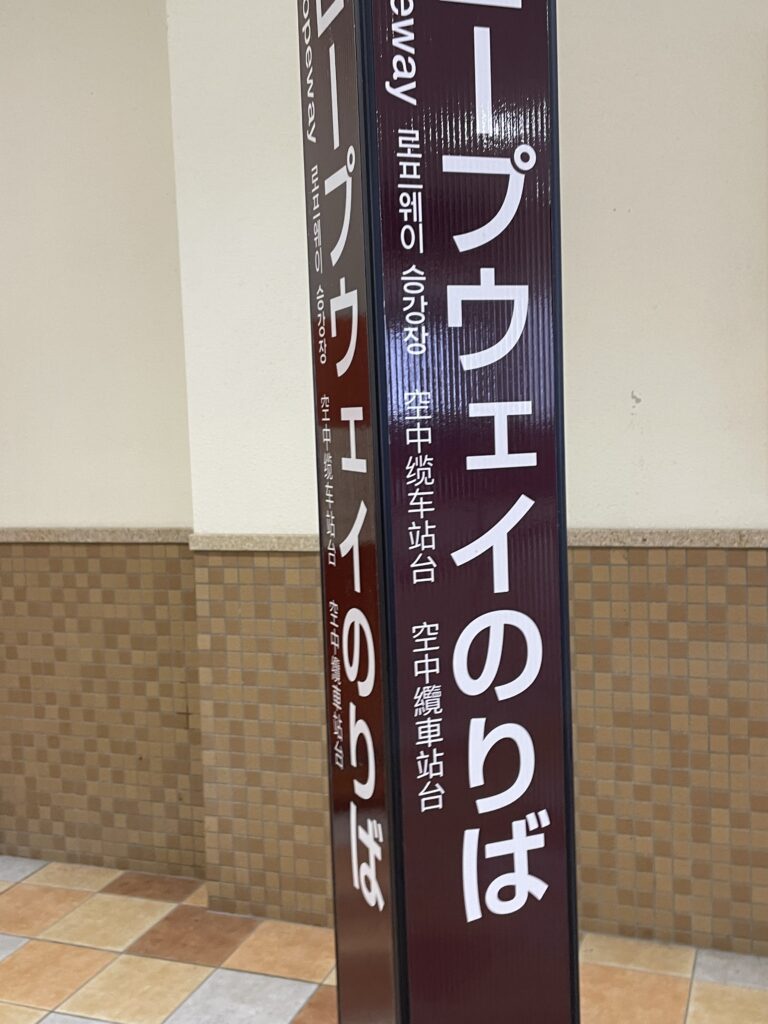 ープウェイのりば
eway 로프웨이 승강장 空中缆车站台 空中纜車站台
ープウェイのりば
opeway 로프웨이 승강장 空中缆车站台 空中纜車站台